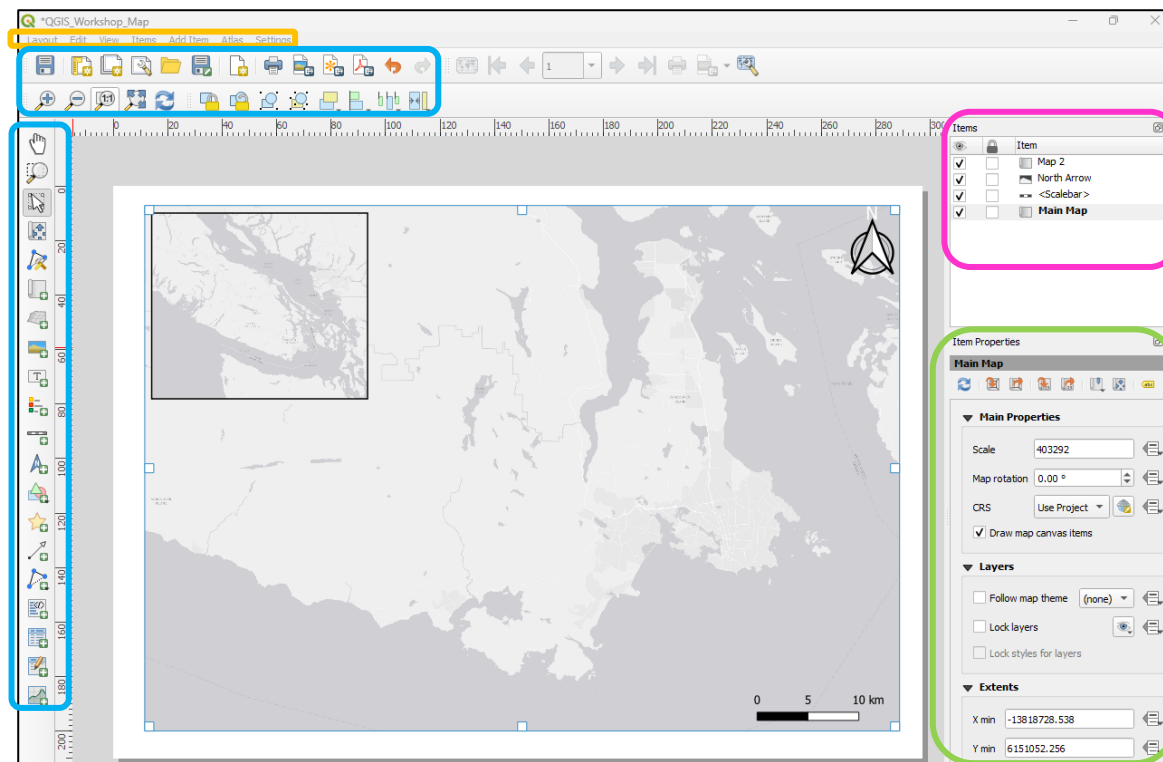 *QGIS_Workshop_Map
Layout Edit View Items Add Item Atlas Settings
1
0 20 40 60 80 100 120 140 160 180 200 220 240 260 280 300
0
20
40
60
80
100
120
140
160
180
200
N
0 5 10 km
Items
Item
Map 2
North Arrow
<Scalebar>
Main Map
Item Properties
Main Map
Main Properties
Scale 403292
Map rotation 0.00 °
CRS Use Project
Draw map canvas items
Layers
Follow map theme (none)
Lock layers
Lock styles for layers
Extents
X min -13818728.538
Y min 6151052.256